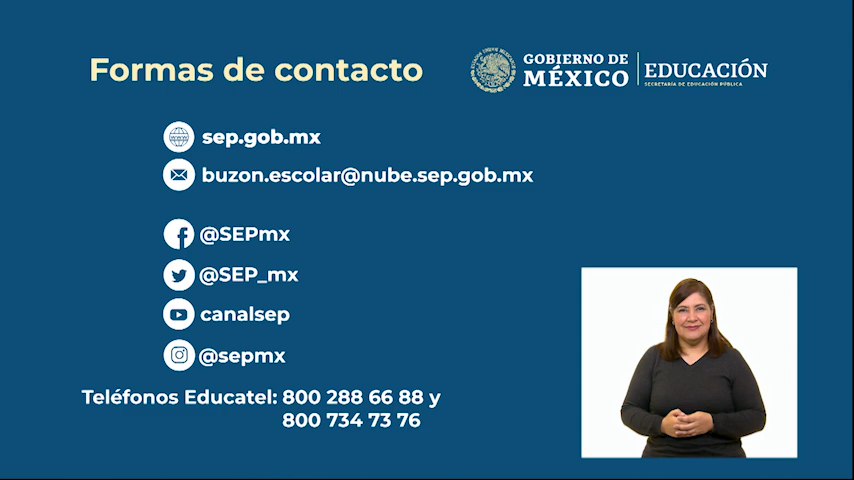 Formas de contacto
GOBIERNO DE
MÉXICO
EDUCACIÓN
SECRETARÍA DE EDUCACIÓN PÚBLICA
www
sep.gob.mx
buzon.escolar@nube.sep.gob.mx
@SEPmx
@SEP_mx
canalsep
@sepmx
Teléfonos Educatel: 800 288 66 88 y
800 734 73 76